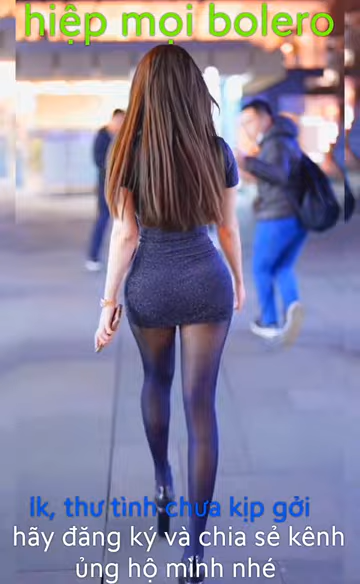 hiệp mọi bolero
lk, thư tình chưa kịp gởi
hãy đăng ký và chia sẻ kênh
ủng hộ mình nhé